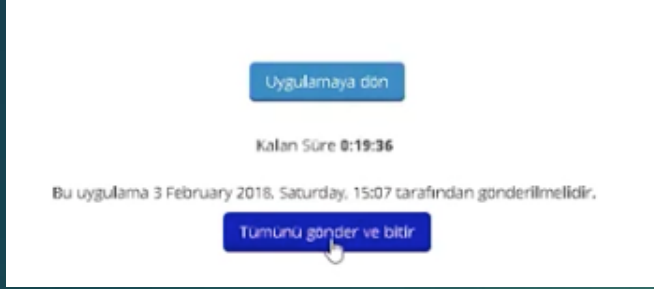 Uygulamaya dön
Kalan Süre 0:19:36
Bu uygulama 3 February 2018, Saturday, 15:07 tarafından gönderilmelidir.
Tümünü gönder ve bitir